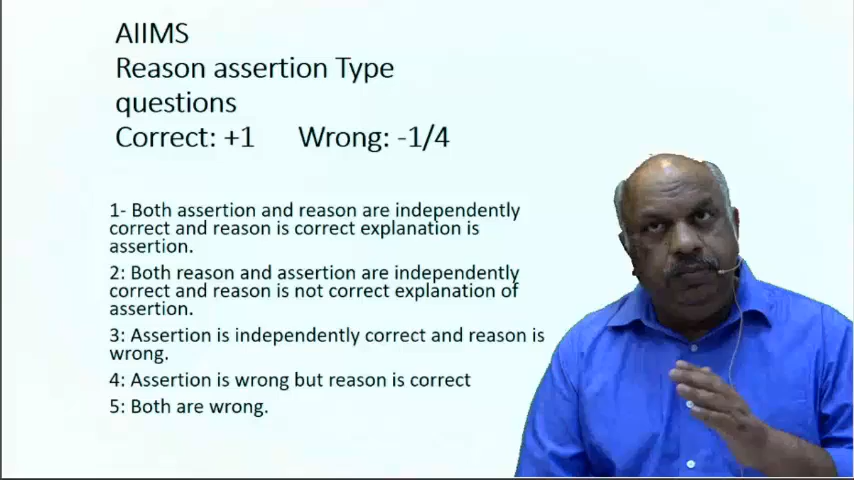 AIIMS
Reason assertion Type
questions
Correct: +1 Wrong: -1/4
1- Both assertion and reason are independently
correct and reason is correct explanation is
assertion.
2: Both reason and assertion are independently
correct and reason is not correct explanation of
assertion.
3: Assertion is independently correct and reason is
wrong.
4: Assertion is wrong but reason is correct
5: Both are wrong.